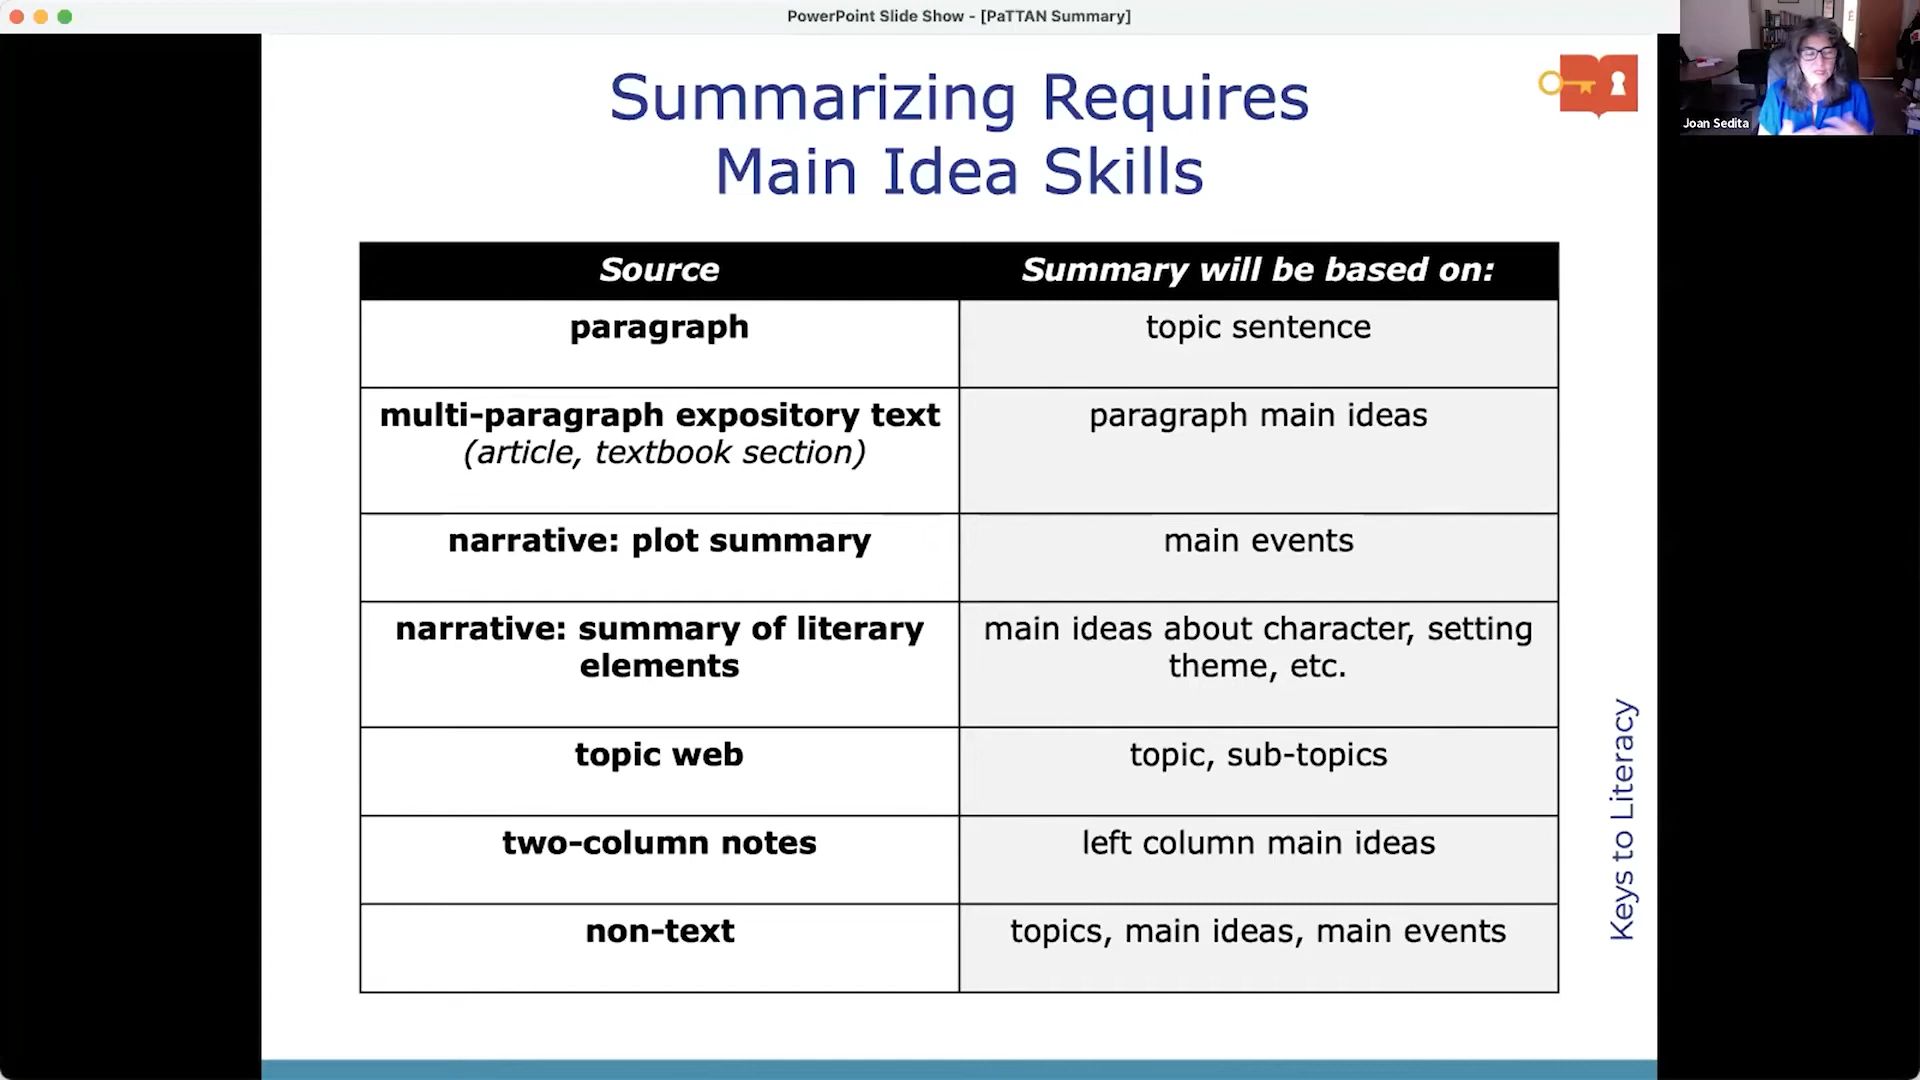 PowerPoint Slide Show - [PaTTAN Summary]
Joan Sedita
Summarizing Requires
Main Idea Skills
Source
Summary will be based on:
paragraph
topic sentence
multi-paragraph expository text
(article, textbook section)
paragraph main ideas
narrative: plot summary
main events
narrative: summary of literary
elements
main ideas about character, setting
theme, etc.
topic web
topic, sub-topics
two-column notes
left column main ideas
non-text
topics, main ideas, main events
Keys to Literacy